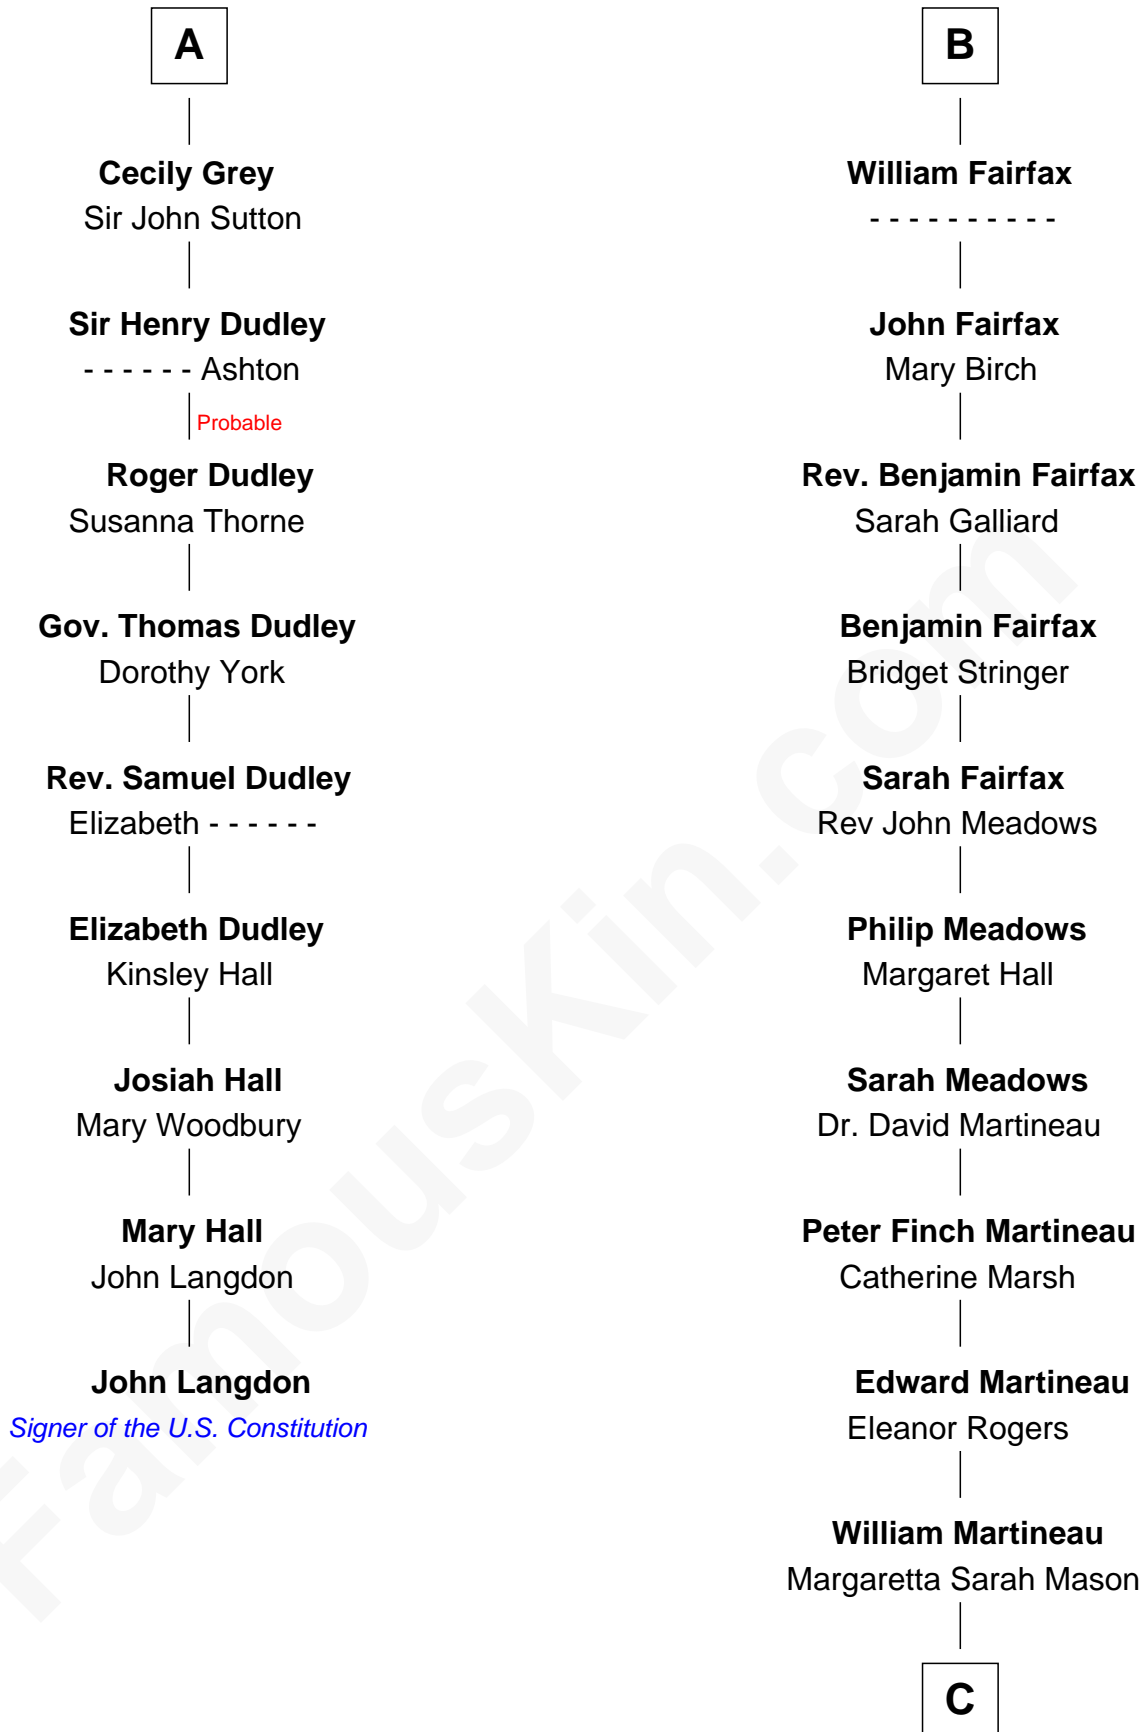 A
Cecily Grey
Sir John Sutton
Sir Henry Dudley
- - - - - - Ashton
Probable
Roger Dudley
Susanna Thorne
Gov. Thomas Dudley
Dorothy York
Rev. Samuel Dudley
Elizabeth - - - - - -
Elizabeth Dudley
Kinsley Hall
Josiah Hall
Mary Woodbury
Mary Hall
John Langdon
John Langdon
Signer of the U.S. Constitution
B
William Fairfax
- - - - - - - - - -
John Fairfax
Mary Birch
Rev. Benjamin Fairfax
Sarah Galliard
Benjamin Fairfax
Bridget Stringer
Sarah Fairfax
Rev John Meadows
Philip Meadows
Margaret Hall
Sarah Meadows
Dr. David Martineau
Peter Finch Martineau
Catherine Marsh
Edward Martineau
Eleanor Rogers
William Martineau
Margaretta Sarah Mason
C
FamousKin.com